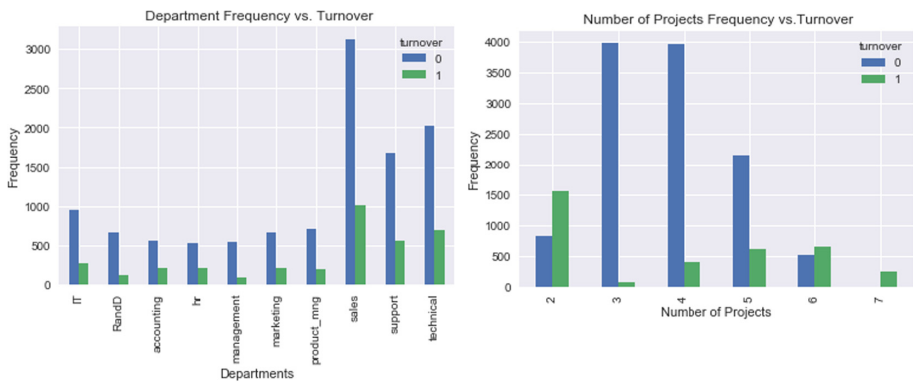 Department Frequency vs. Turnover
turnover
0
1
3000
2500
2000
1500
1000
500
0
Frequency
IT
RandD
accounting
hr
management
marketing
product_mng
sales
support
technical
Departments
Number of Projects Frequency vs.Turnover
turnover
0
1
4000
3500
3000
2500
2000
1500
1000
500
0
Frequency
2
3
4
5
6
7
Number of Projects